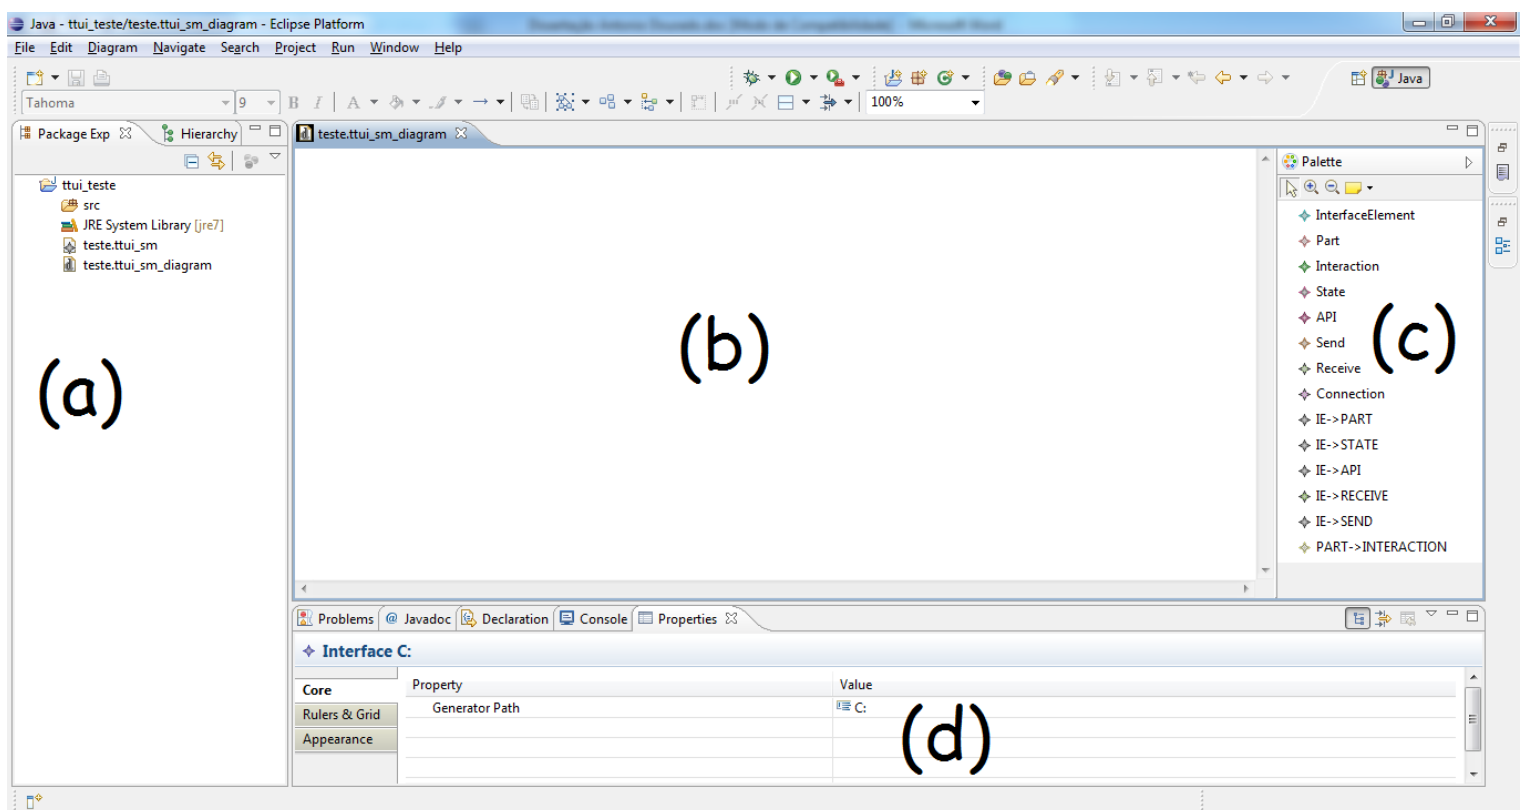 Java - ttui_teste/teste.ttui_sm_diagram - Eclipse Platform
File Edit Diagram Navigate Search Project Run Window Help
Java
Tahoma 9 B I A 100%
Package Exp Hierarchy
teste.ttui_sm_diagram
ttui_teste
src
JRE System Library [jre7]
teste.ttui_sm
teste.ttui_sm_diagram
(a)
(b)
Palette
InterfaceElement
Part
Interaction
State
API
Send
Receive
Connection
IE->PART
IE->STATE
IE->API
IE->RECEIVE
IE->SEND
PART->INTERACTION
(c)
Problems @ Javadoc Declaration Console Properties
Interface C:
Core
Rulers & Grid
Appearance
Property Value
Generator Path C:
(d)